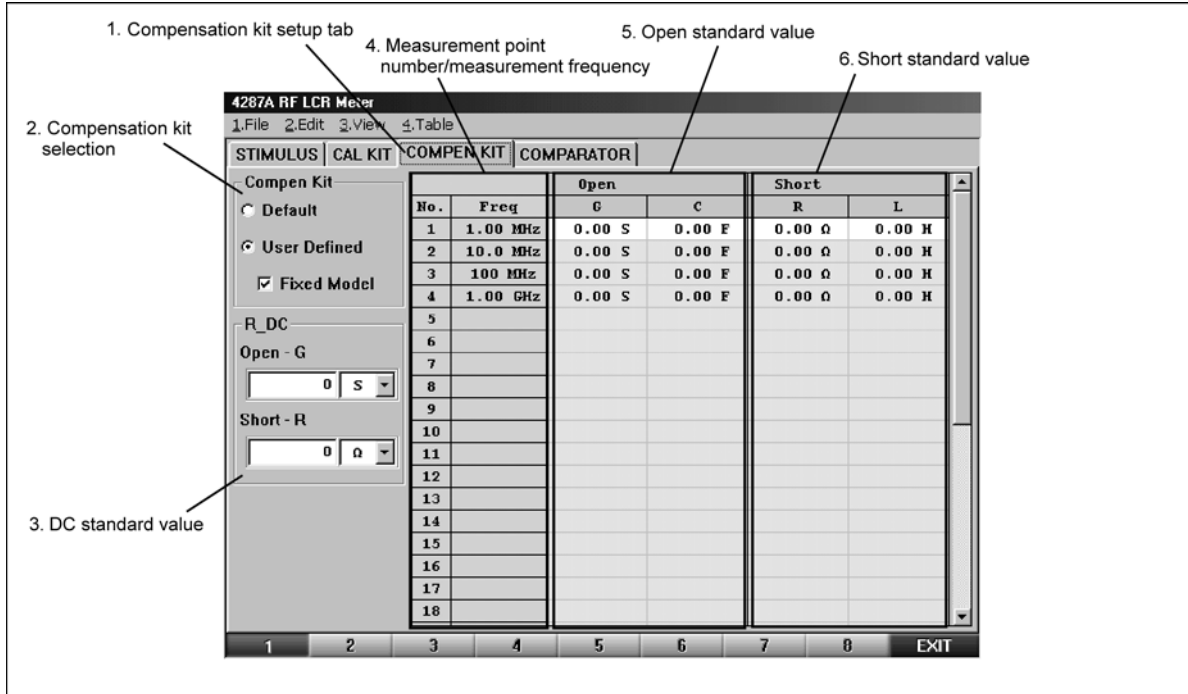 1. Compensation kit setup tab
4. Measurement point
number/measurement frequency
5. Open standard value
6. Short standard value
2. Compensation kit
selection
3. DC standard value
4287A RF LCR Meter
1.File 2.Edit 3.View 4.Table
STIMULUS CAL KIT COMPEN KIT COMPARATOR
Compen Kit
Default
User Defined
Fixed Model
R_DC
Open - G
0 S
Short - R
0 Ω
Open Short
No. Freq G C R L
1 1.00 MHz 0.00 S 0.00 F 0.00 Ω 0.00 H
2 10.0 MHz 0.00 S 0.00 F 0.00 Ω 0.00 H
3 100 MHz 0.00 S 0.00 F 0.00 Ω 0.00 H
4 1.00 GHz 0.00 S 0.00 F 0.00 Ω 0.00 H
5
6
7
8
9
10
11
12
13
14
15
16
17
18
1 2 3 4 5 6 7 8 EXIT